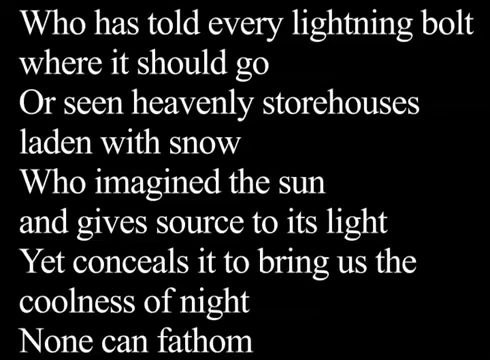 Who has told every lightning bolt
where it should go
Or seen heavenly storehouses
laden with snow
Who imagined the sun
and gives source to its light
Yet conceals it to bring us the
coolness of night
None can fathom